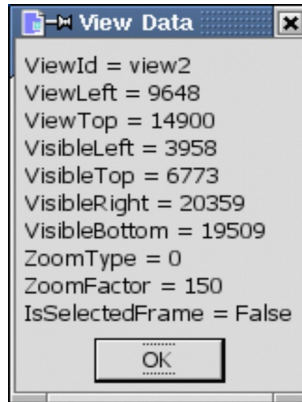 View Data
ViewId = view2
ViewLeft = 9648
ViewTop = 14900
VisibleLeft = 3958
VisibleTop = 6773
VisibleRight = 20359
VisibleBottom = 19509
ZoomType = 0
ZoomFactor = 150
IsSelectedFrame = False
OK